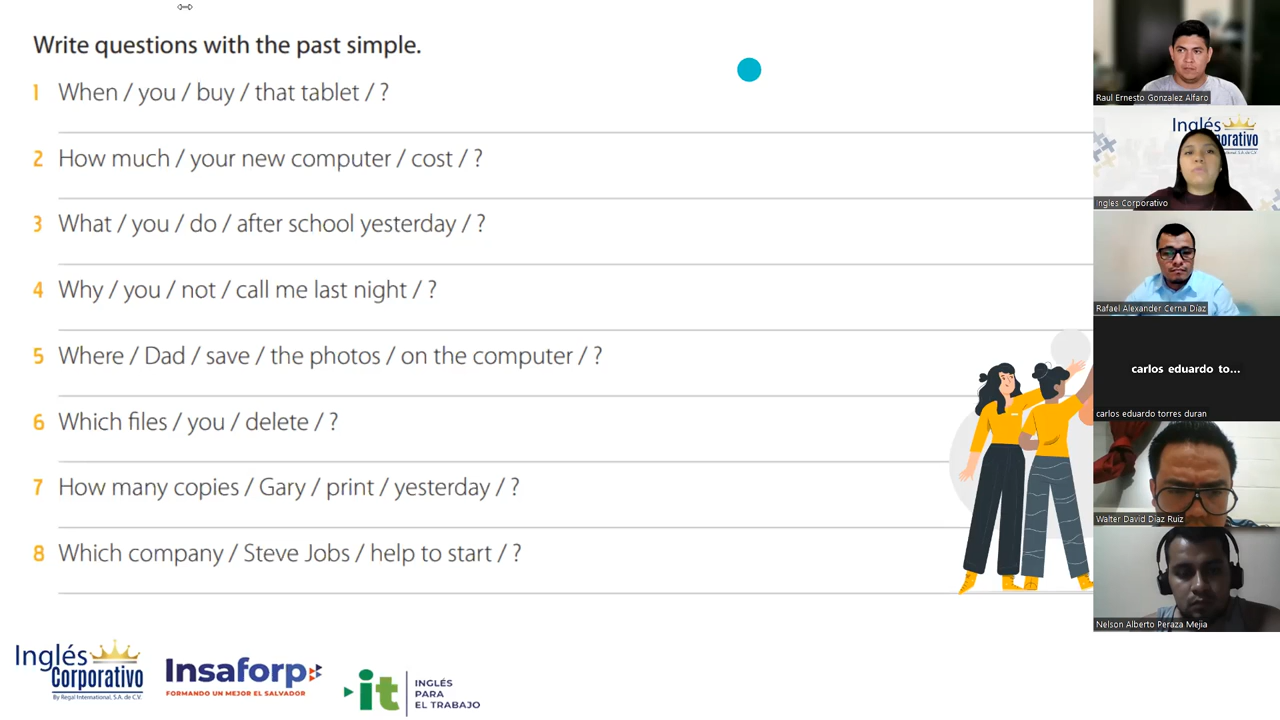 Write questions with the past simple.
1 When / you / buy / that tablet / ?
2 How much / your new computer / cost / ?
3 What / you / do / after school yesterday / ?
4 Why / you / not / call me last night / ?
5 Where / Dad / save / the photos / on the computer / ?
6 Which files / you / delete / ?
7 How many copies / Gary / print / yesterday / ?
8 Which company / Steve Jobs / help to start / ?
Inglés
Corporativo
By Regal International, S.A. de C.V.
Insaforp
FORMANDO UN MEJOR EL SALVADOR
it
INGLÉS
PARA
EL TRABAJO
Raul Ernesto Gonzalez Alfaro
Inglés
Ingles Corporativo
Rafael Alexander Cerna Díaz
carlos eduardo to...
carlos eduardo torres duran
Walter David Díaz Ruiz
Nelson Alberto Peraza Mejia